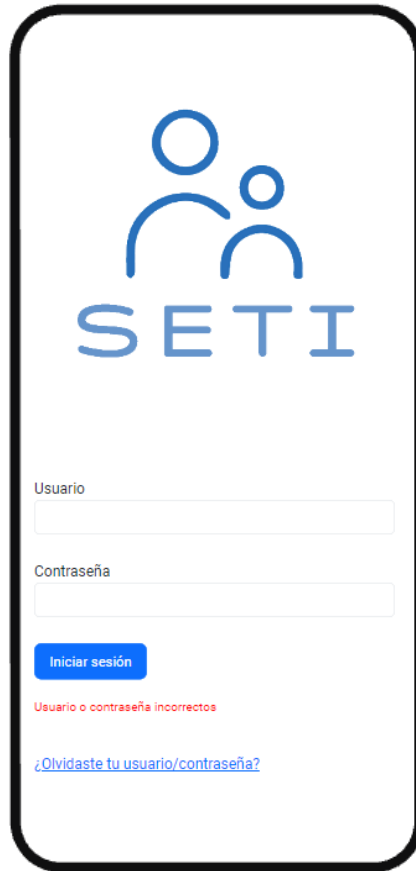 SETI
Usuario
Contraseña
Iniciar sesión
Usuario o contraseña incorrectos
¿Olvidaste tu usuario/contraseña?